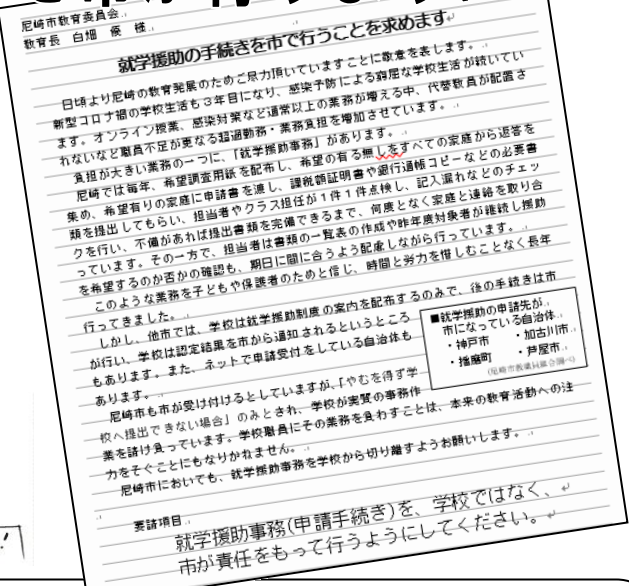 尼崎市教育委員会
教育長 白畑 優 様
就学援助の手続きを市で行うことを求めます
日頃より尼崎の教育発展のためご尽力頂いていますことに敬意を表します。
新型コロナ禍の学校生活も3年目になり、感染予防による窮屈な学校生活が続いてい
ます。オンライン授業、感染対策など通常以上の業務が増える中、代替教員が配置さ
れないなど職員不足が更なる超過勤務・業務負担を増加させています。
負担が大きい業務の一つに、「就学援助事務」があります。
尼崎では毎年、希望調査用紙を配布し、希望の有る無しをすべての家庭から返答を
集め、希望有りの家庭に申請書を渡し、課税額証明書や銀行通帳コピーなどの必要書
類を提出してもらい、担当者やクラス担任が1件1件点検し、記入漏れなどのチェッ
クを行い、不備があれば提出書類を完備できるまで、何度となく家庭と連絡を取り合
っています。その一方で、担当者は書類の一覧表の作成や昨年度対象者が継続し援助
を希望するのか否かの確認も、期日に間に合うよう配慮しながら行っています。
このような業務を子どもや保護者のためと信じ、時間と労力を惜しむことなく長年
行ってきました。
しかし、他市では、学校は就学援助制度の案内を配布するのみで、後の手続きは市
が行い、学校は認定結果を市から通知されるというところ
もあります。また、ネットで申請受付をしている自治体も
あります。
■就学援助の申請先が
市になっている自治体
・神戸市 ・加古川市
・播磨町 ・芦屋市
尼崎市も市が受け付けるとしていますが、「やむを得ず学
校へ提出できない場合」のみとされ、学校が実質の事務作
業を請け負っています。学校職員にその業務を負わすことは、本来の教育活動への注
力をそぐことにもなりかねません。
尼崎市においても、就学援助事務を学校から切り離すようお願いします。
要請項目
就学援助事務(申請手続き)を、学校ではなく、
市が責任をもって行うようにしてください。